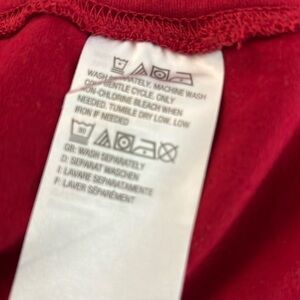 WASH SEPARATELY, MACHINE WASH
COLD GENTLE CYCLE. ONLY
NON-CHLORINE BLEACH WHEN
NEEDED, TUMBLE DRY LOW, LOW
IRON IF NEEDED
GB: WASH SEPARATELY
D: SEPARAT WASCHEN
I: LAVARE SEPARATAMENTE
F: LAVER SEPARÉMENT